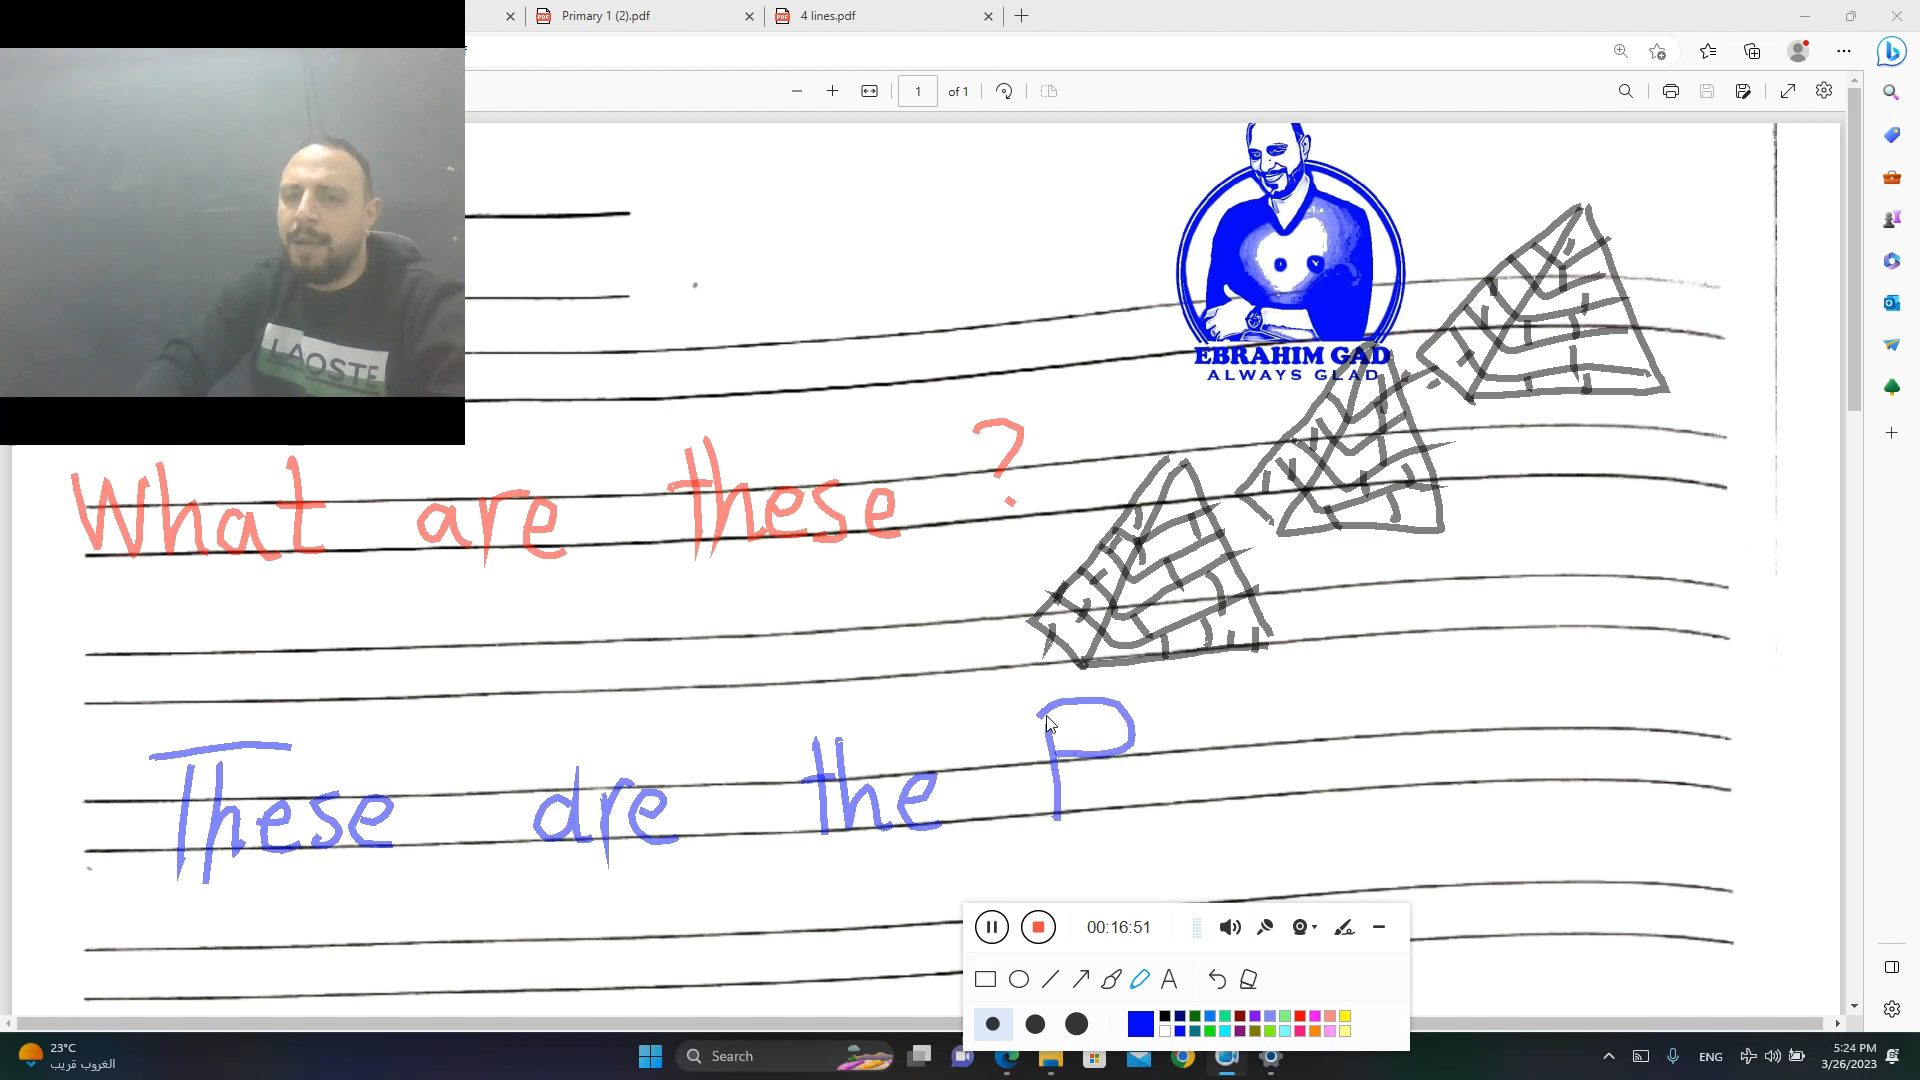 Primary 1 (2).pdf
4 lines.pdf
1
of 1
LACOSTE
EBRAHIM GAD
ALWAYS GLAD
What are these ?
These are the P
00:16:51
23°C
الغروب قريب
Search
ENG
5:24 PM
3/26/2023